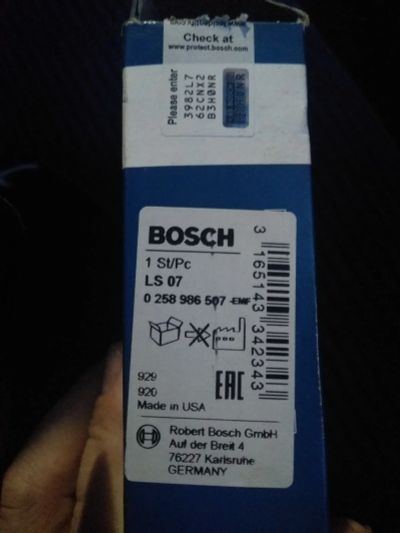 Check at
www.protect.bosch.com
Please enter
3982L7
62CNX2
B3H0NR
BOSCH
1 St/Pc
LS 07
0 258 986 507 -EMF
3 165143 342343
929
920
EAC
Made in USA
Robert Bosch GmbH
Auf der Breit 4
76227 Karlsruhe
GERMANY